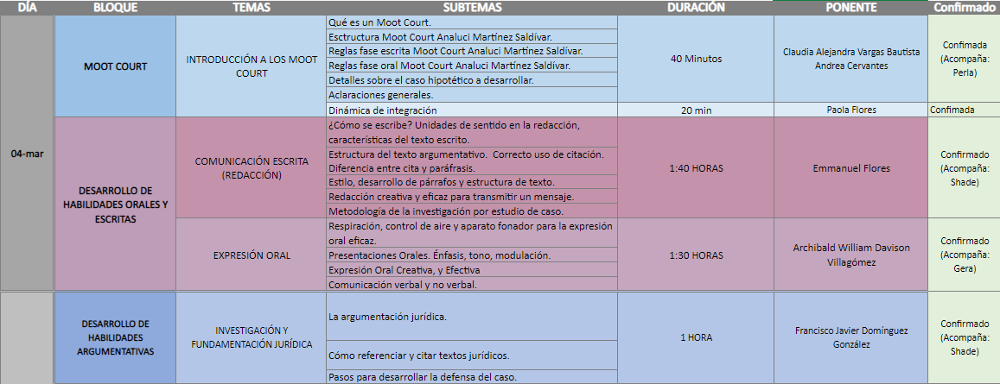 DÍA BLOQUE TEMAS SUBTEMAS DURACIÓN PONENTE Confirmado
04-mar
MOOT COURT
INTRODUCCIÓN A LOS MOOT
COURT
Qué es un Moot Court.
Esctructura Moot Court Analuci Martínez Saldívar.
Reglas fase escrita Moot Court Analuci Martínez Saldívar.
Reglas fase oral Moot Court Analuci Martínez Saldívar.
Detalles sobre el caso hipotético a desarrollar.
Aclaraciones generales.
40 Minutos
Claudia Alejandra Vargas Bautista
Andrea Cervantes
Confimada
(Acompaña:
Perla)
Dinámica de integración
20 min
Paola Flores
Confimada
DESARROLLO DE
HABILIDADES ORALES Y
ESCRITAS
COMUNICACIÓN ESCRITA
(REDACCIÓN)
¿Cómo se escribe? Unidades de sentido en la redacción,
características del texto escrito.
Estructura del texto argumentativo. Correcto uso de citación.
Diferencia entre cita y paráfrasis.
Estilo, desarrollo de párrafos y estructura de texto.
Redacción creativa y eficaz para transmitir un mensaje.
Metodología de la investigación por estudio de caso.
1:40 HORAS
Emmanuel Flores
Confirmado
(Acompaña:
Shade)
EXPRESIÓN ORAL
Respiración, control de aire y aparato fonador para la expresión
oral eficaz.
Presentaciones Orales. Énfasis, tono, modulación.
Expresión Oral Creativa, y Efectiva
Comunicación verbal y no verbal.
1:30 HORAS
Archibald William Davison
Villagómez
Confirmado
(Acompaña:
Gera)
DESARROLLO DE
HABILIDADES
ARGUMENTATIVAS
INVESTIGACIÓN Y
FUNDAMENTACIÓN JURÍDICA
La argumentación jurídica.
Cómo referenciar y citar textos jurídicos.
Pasos para desarrollar la defensa del caso.
1 HORA
Francisco Javier Domínguez
González
Confirmado
(Acompaña:
Shade)